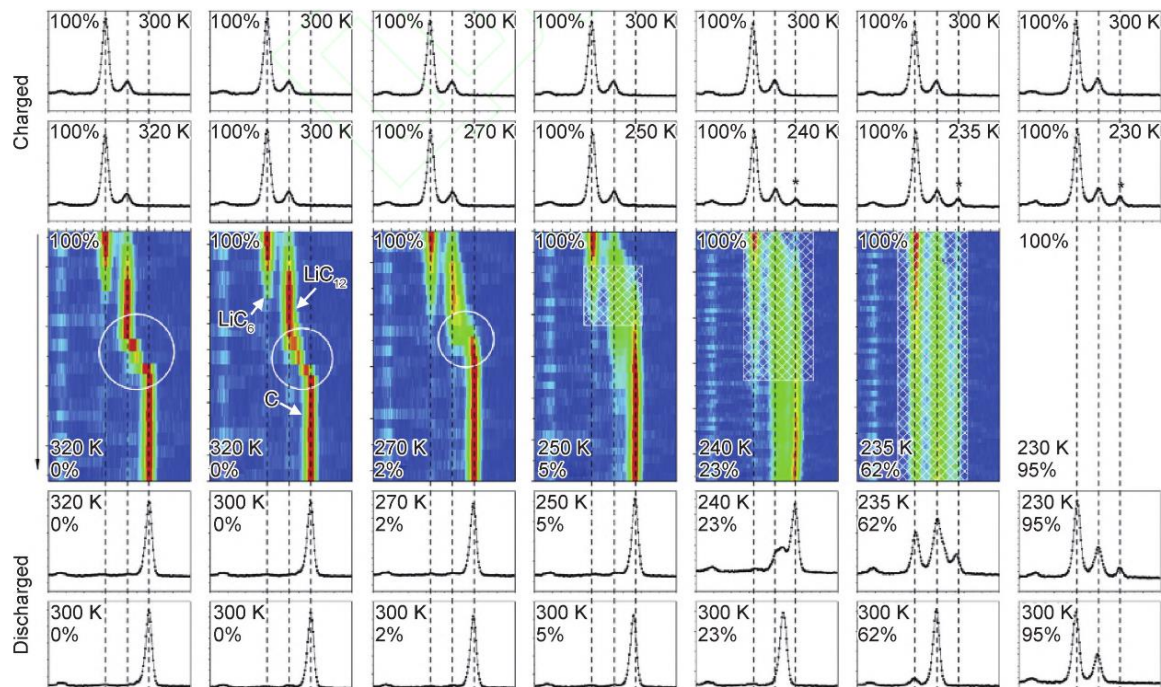 Charged
100% 300 K
100% 300 K
100% 300 K
100% 300 K
100% 300 K
100% 300 K
100% 300 K
100% 320 K
100% 300 K
100% 270 K
100% 250 K
100% 240 K
*
100% 235 K
*
100% 230 K
*
100%
320 K
0%
100%
LiC₆
LiC₁₂
C
320 K
0%
100%
270 K
2%
100%
250 K
5%
100%
240 K
23%
100%
235 K
62%
100%
230 K
95%
Discharged
320 K
0%
300 K
0%
270 K
2%
250 K
5%
240 K
23%
235 K
62%
230 K
95%
300 K
0%
300 K
0%
300 K
2%
300 K
5%
300 K
23%
300 K
62%
300 K
95%